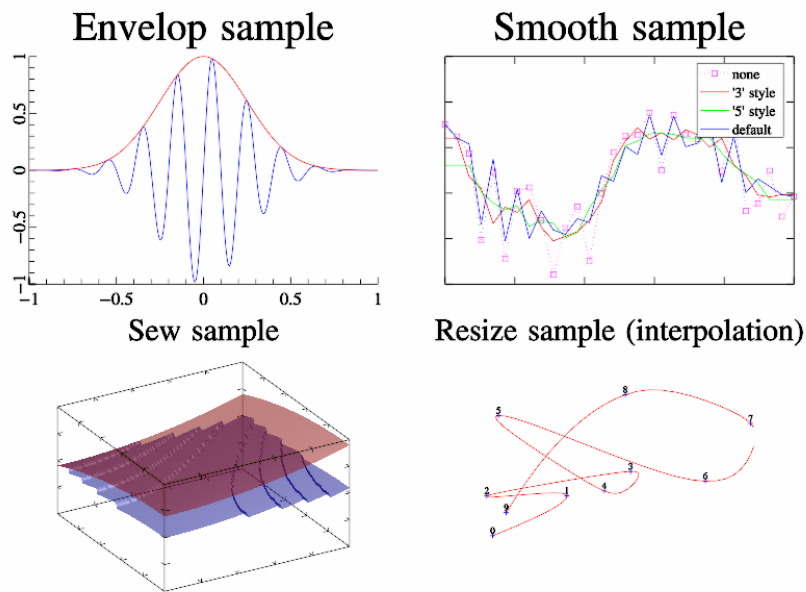 Envelop sample
Smooth sample
1
0.5
0
−0.5
−1
−1
−0.5
0
0.5
1
none
'3' style
'5' style
default
Sew sample
Resize sample (interpolation)
8
5
7
3
6
2
1
4
9
0